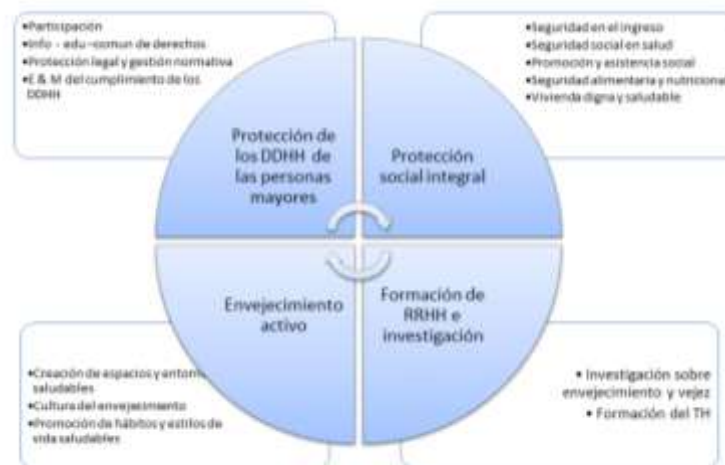 •Participación
•Info - edu -comun de derechos
•Protección legal y gestión normativa
•E & M del cumplimiento de los
DDHH
•Seguridad en el ingreso
•Seguridad social en salud
•Promoción y asistencia social
•Seguridad alimentaria y nutriciona
•Vivienda digna y saludable
Protección de
los DDHH de
las personas
mayores
Protección
social integral
Envejecimiento
activo
Formación de
RRHH e
investigación
•Creación de espacios y entorn
saludables
•Cultura del envejecimiento
•Promoción de hábitos y estilos de
vida saludables
• Investigación sobre
envejecimiento y vejez
• Formación del TH